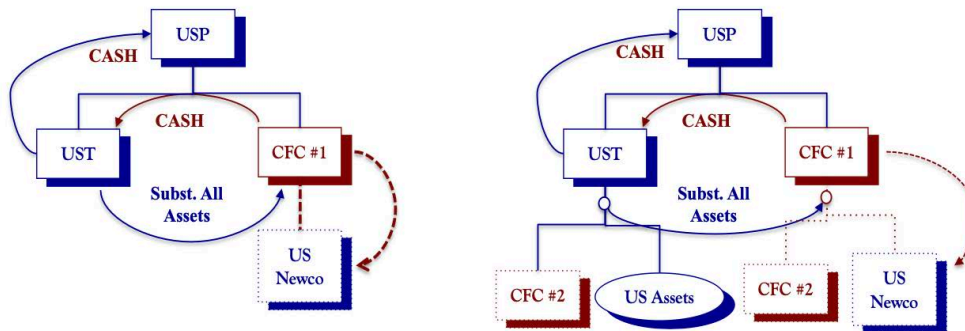 USP
CASH
CASH
UST
CFC #1
Subst. All
Assets
US
Newco
USP
CASH
CASH
UST
CFC #1
Subst. All
Assets
CFC #2
US Assets
CFC #2
US
Newco